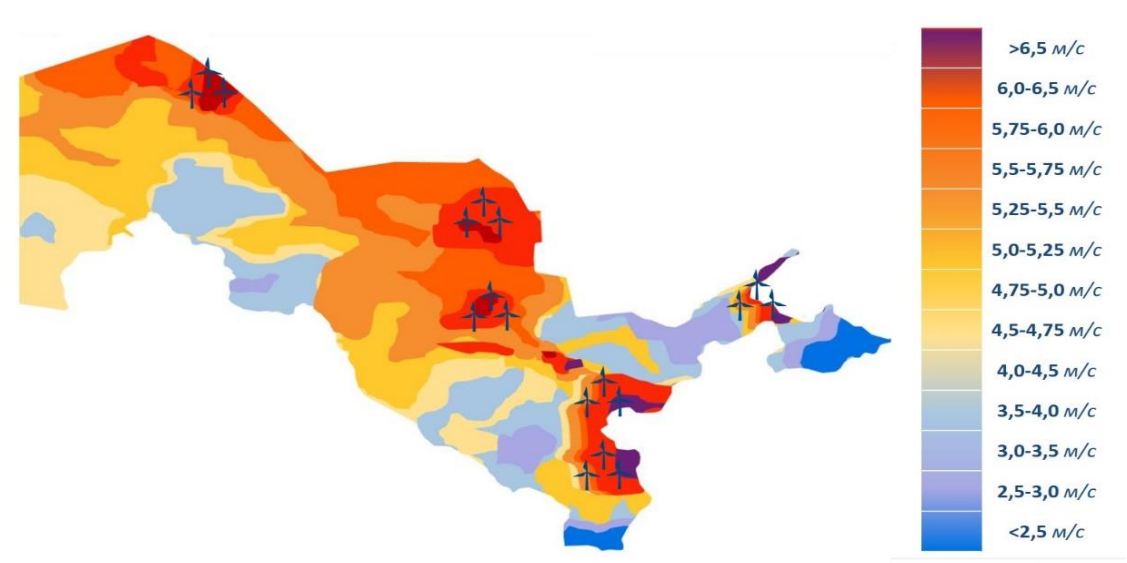 >6,5 м/с
6,0-6,5 м/с
5,75-6,0 м/с
5,5-5,75 м/с
5,25-5,5 м/с
5,0-5,25 м/с
4,75-5,0 м/с
4,5-4,75 м/с
4,0-4,5 м/с
3,5-4,0 м/с
3,0-3,5 м/с
2,5-3,0 м/с
<2,5 м/с